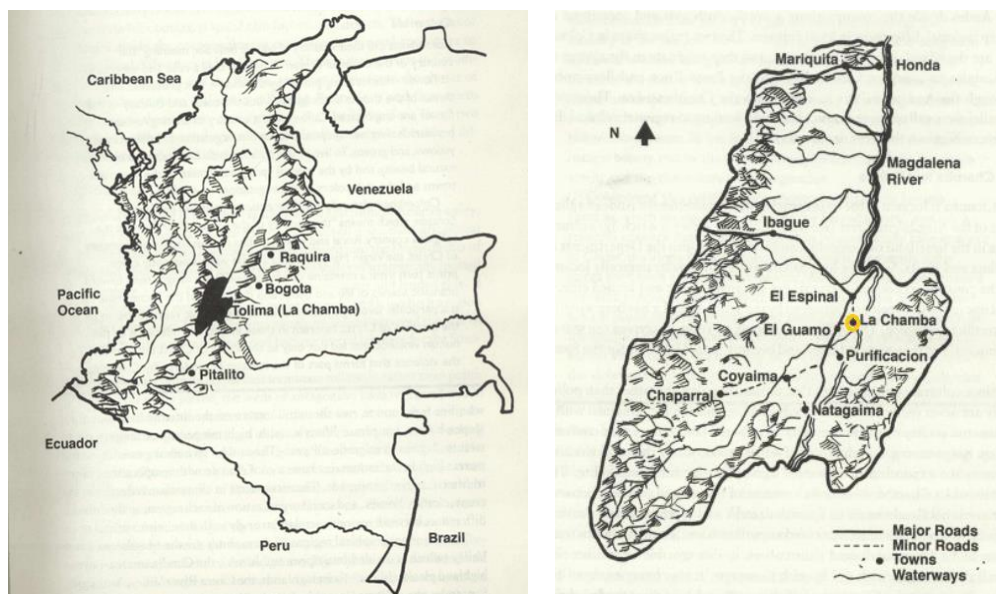 Caribbean Sea
Venezuela
Raquira
Bogota
Pacific
Ocean
Tolima (La Chamba)
Pitalito
Ecuador
Peru
Brazil
Mariquita
Honda
N
Magdalena
River
Ibague
El Espinal
La Chamba
El Guamo
Purificacion
Coyaima
Chaparral
Natagaima
Major Roads
Minor Roads
Towns
Waterways